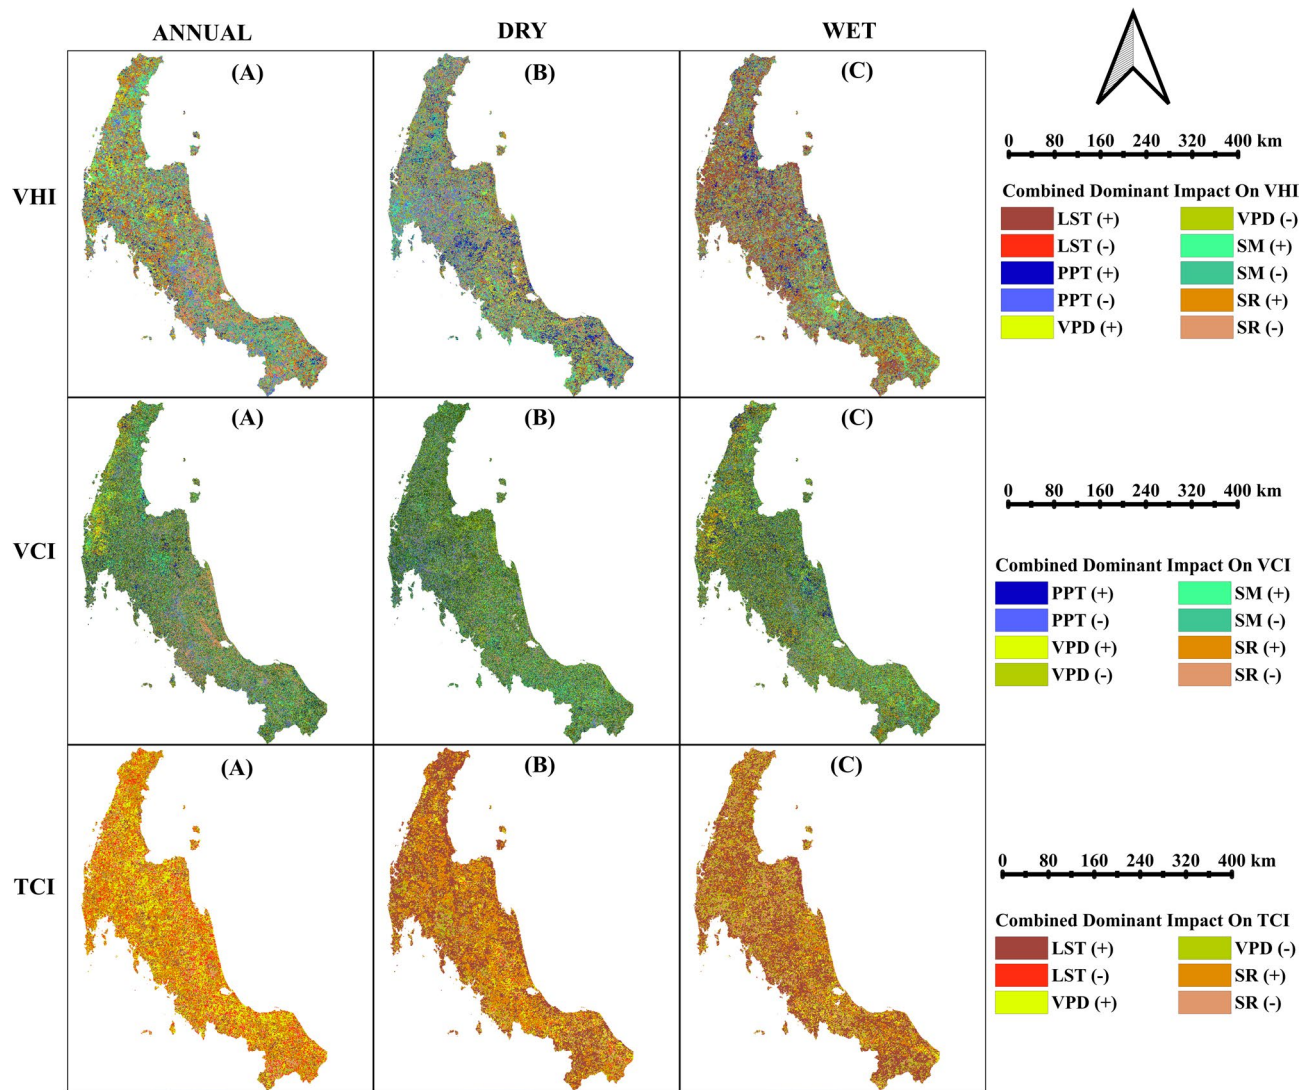 ANNUAL DRY WET
VHI
(A) (B) (C)
0 80 160 240 320 400 km
Combined Dominant Impact On VHI
LST (+) VPD (-)
LST (-) SM (+)
PPT (+) SM (-)
PPT (-) SR (+)
VPD (+) SR (-)
VCI
(A) (B) (C)
0 80 160 240 320 400 km
Combined Dominant Impact On VCI
PPT (+) SM (+)
PPT (-) SM (-)
VPD (+) SR (+)
VPD (-) SR (-)
TCI
(A) (B) (C)
0 80 160 240 320 400 km
Combined Dominant Impact On TCI
LST (+) VPD (-)
LST (-) SR (+)
VPD (+) SR (-)